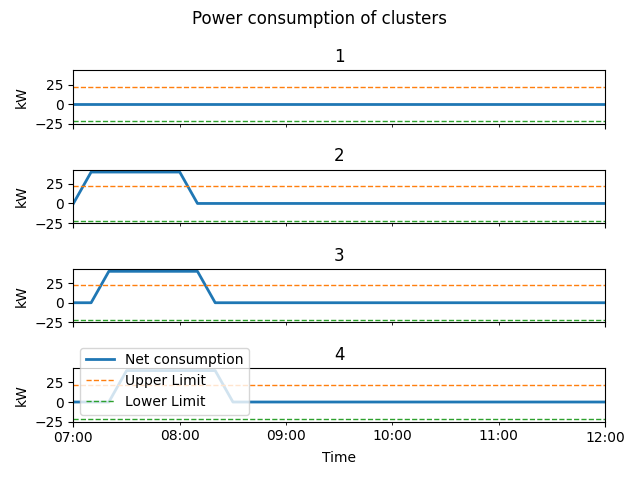 Power consumption of clusters
1
kW
25
0
−25
2
kW
25
0
−25
3
kW
25
0
−25
4
kW
25
0
−25
Net consumption
Upper Limit
Lower Limit
07:00 08:00 09:00 10:00 11:00 12:00
Time